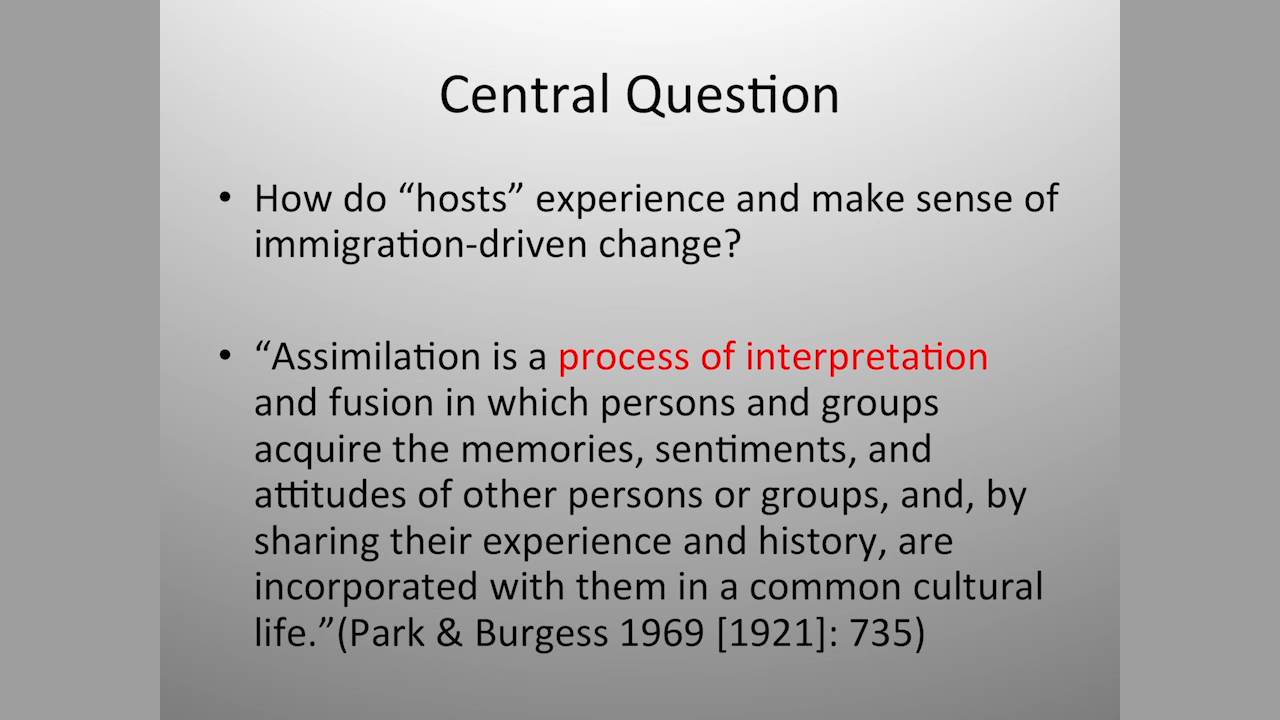 Central Question
• How do “hosts” experience and make sense of
immigration-driven change?
• “Assimilation is a process of interpretation
and fusion in which persons and groups
acquire the memories, sentiments, and
attitudes of other persons or groups, and, by
sharing their experience and history, are
incorporated with them in a common cultural
life.”(Park & Burgess 1969 [1921]: 735)